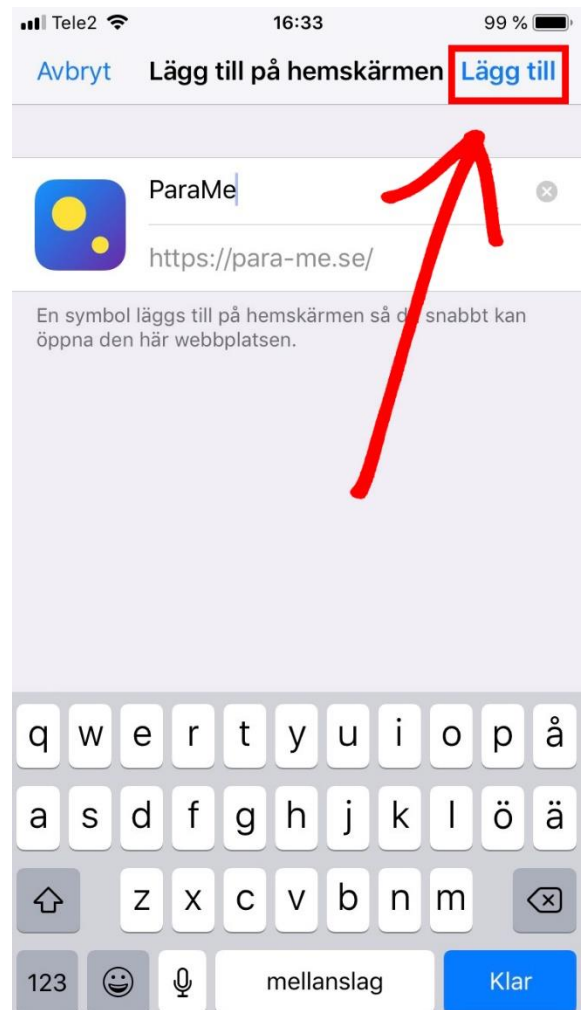 Tele2 16:33 99 %
Avbryt Lägg till på hemskärmen Lägg till
ParaMe
https://para-me.se/
En symbol läggs till på hemskärmen så snabbt kan
öppna den här webbplatsen.
q w e r t y u i o p å
a s d f g h j k l ö ä
z x c v b n m
123 mellanslag Klar